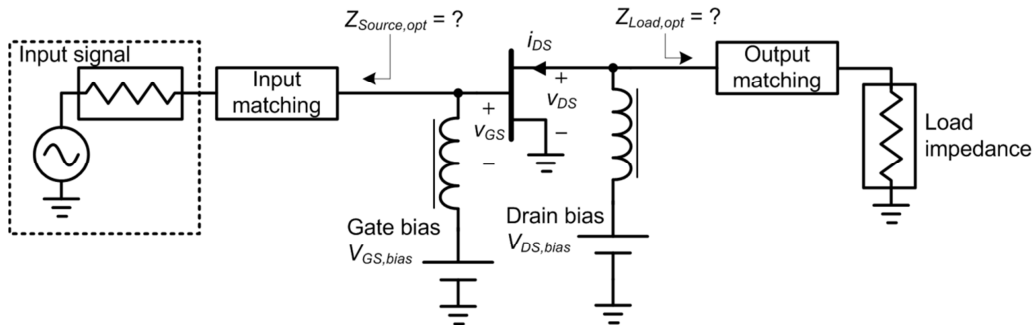 Z_Source,opt = ?
Z_Load,opt = ?
Input signal
Input
matching
i_DS
+
v_DS
–
+
v_GS
–
Output
matching
Load
impedance
Gate bias
V_GS,bias
Drain bias
V_DS,bias